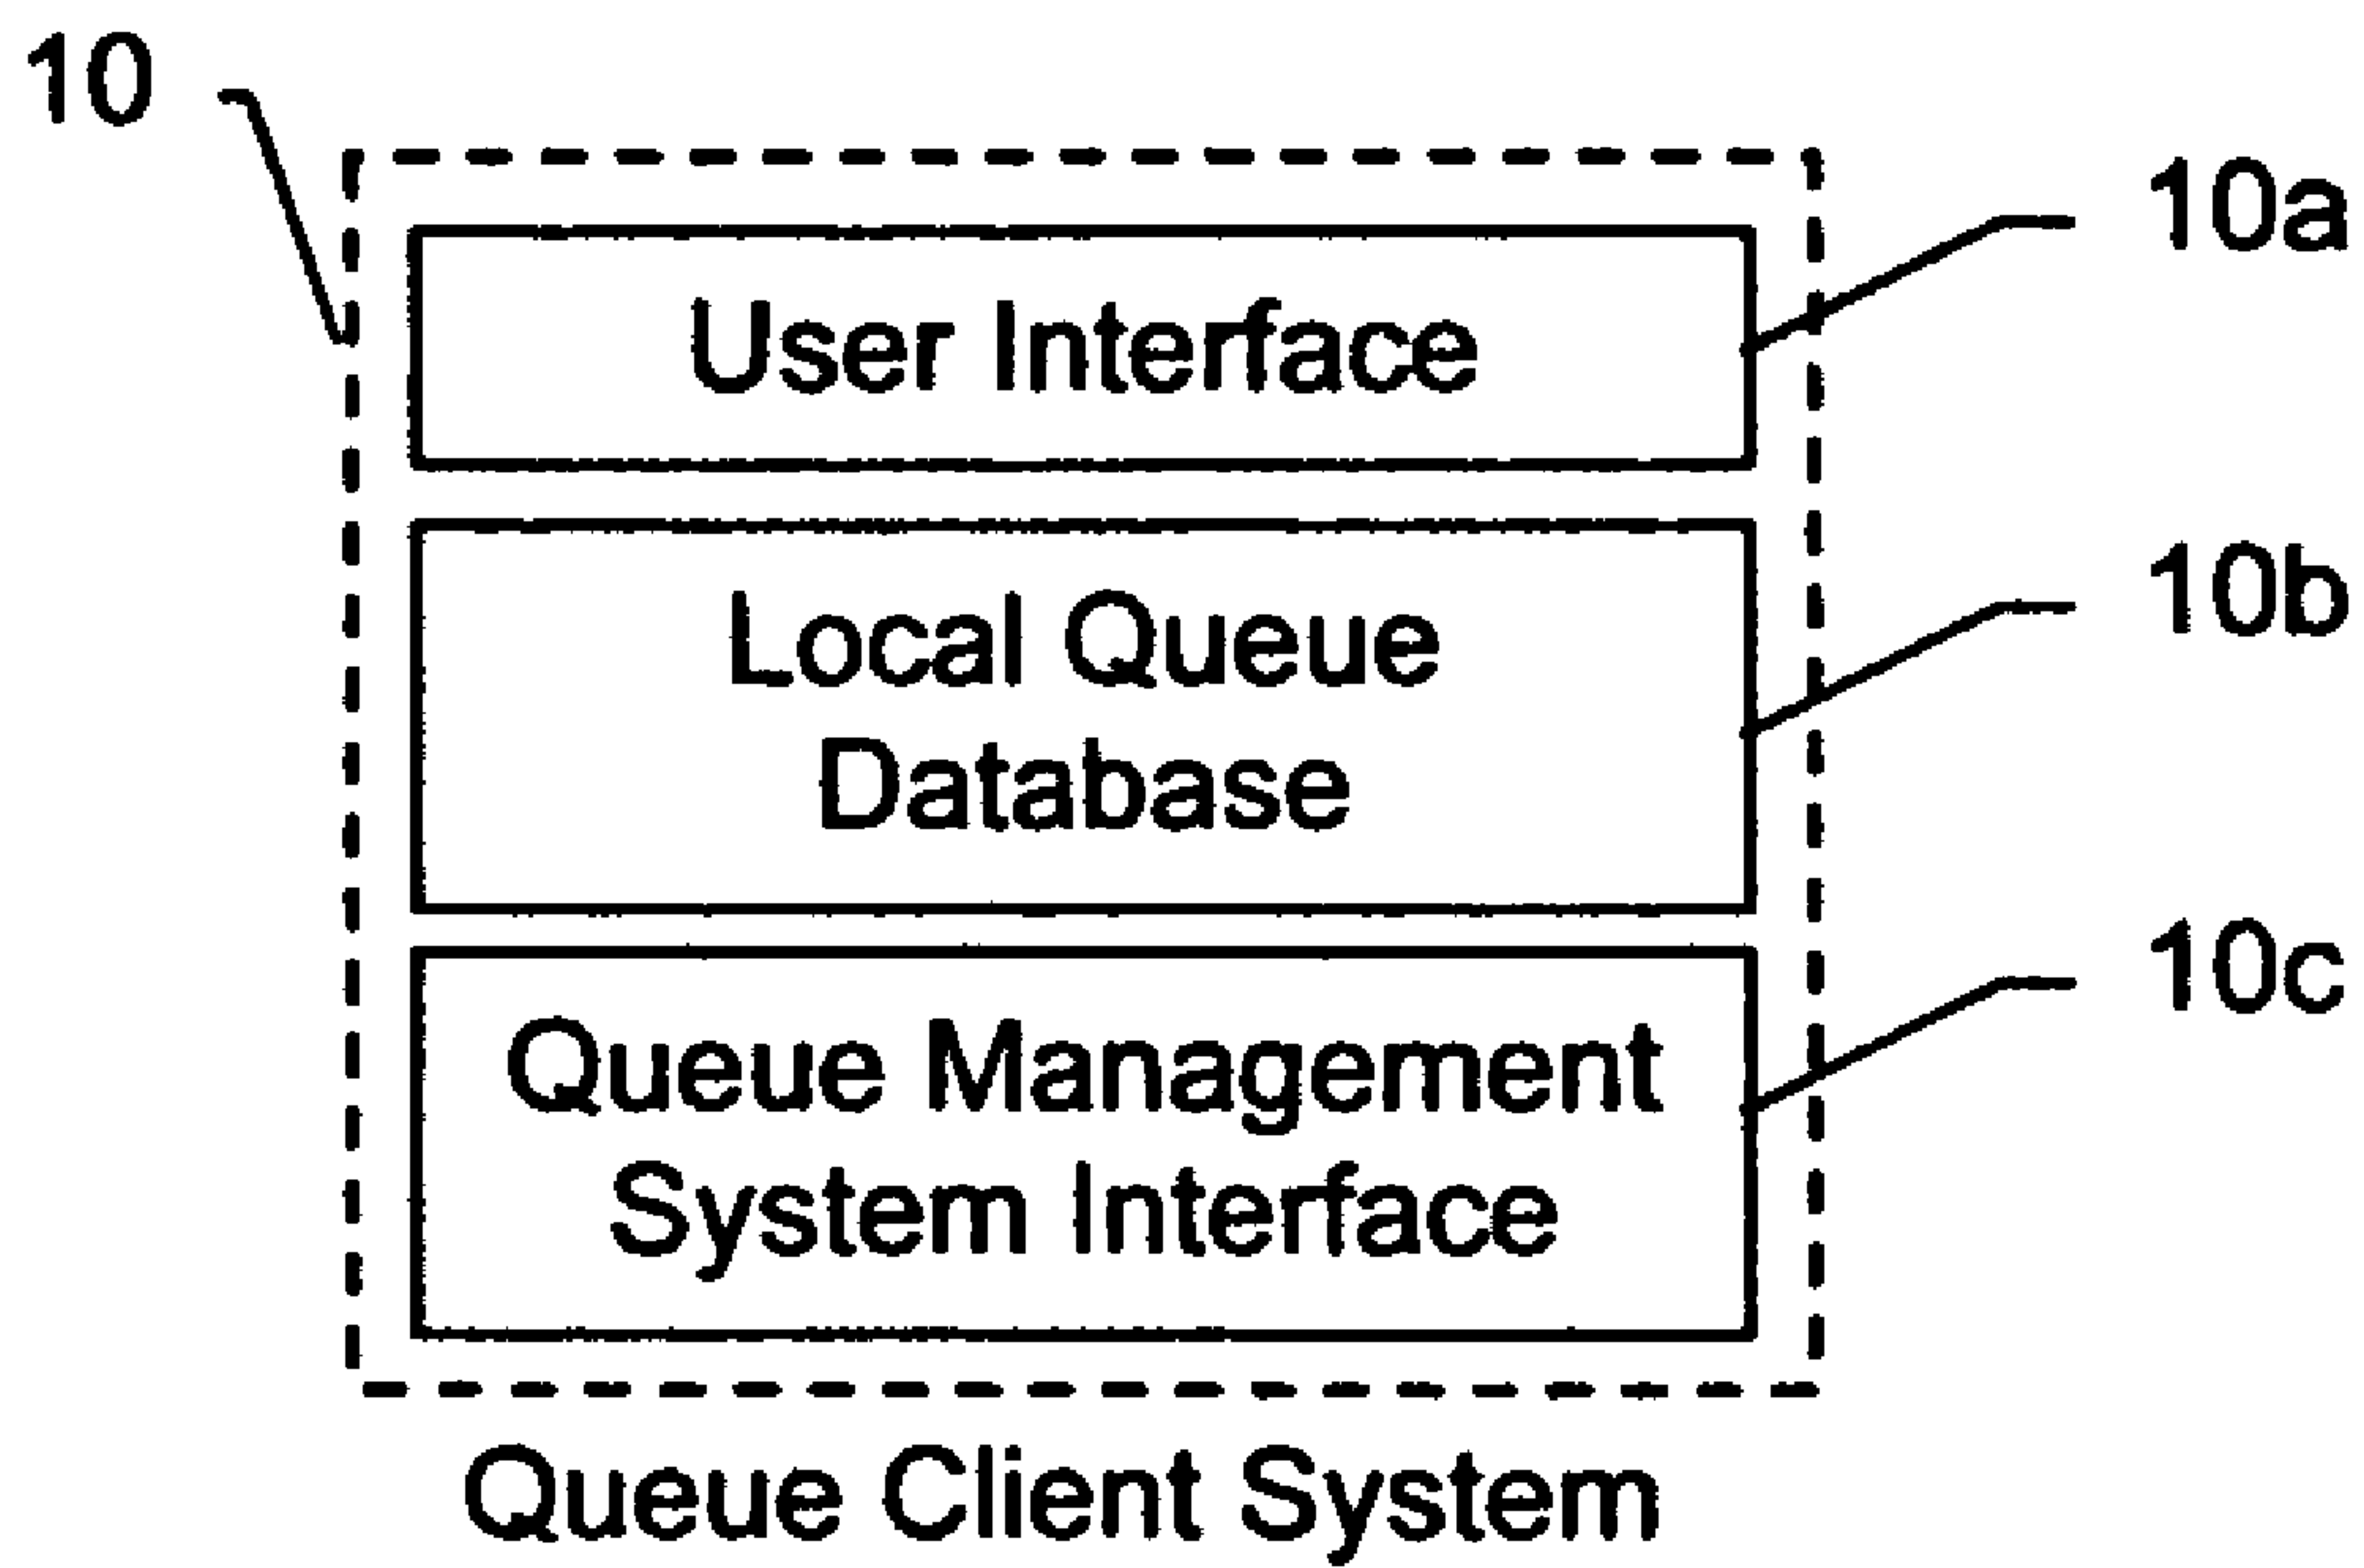 10
10a
User Interface
10b
Local Queue
Database
10c
Queue Management
System Interface
Queue Client System